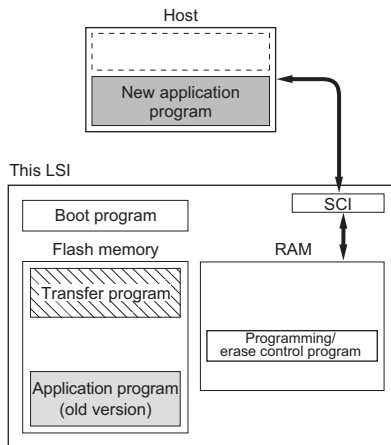 Host
New application
program
This LSI
SCI
Boot program
Flash memory
RAM
Transfer program
Programming/
erase control program
Application program
(old version)